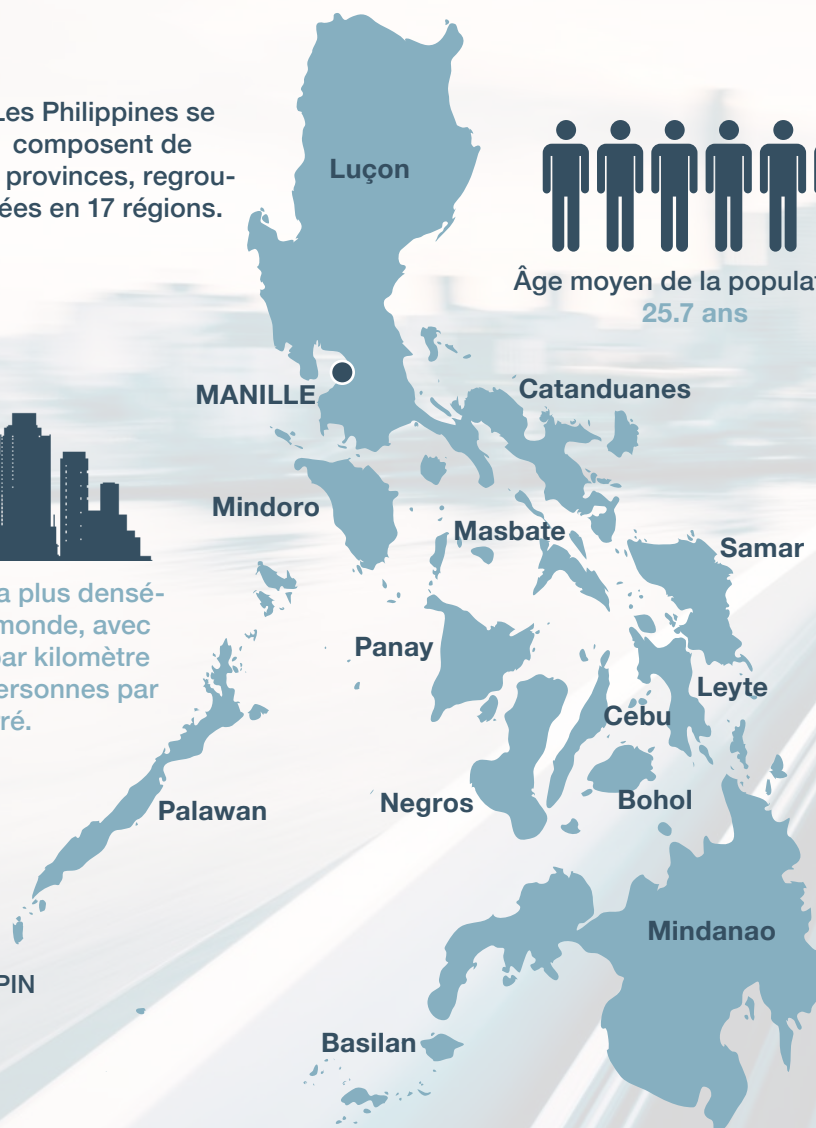 Les Philippines se
composent de
provinces, regrou-
ées en 17 régions.
Luçon
Âge moyen de la populat
25.7 ans
MANILLE
Catanduanes
Mindoro
Masbate
Samar
a plus densé-
monde, avec
par kilomètre
ersonnes par
ré.
Panay
Leyte
Cebu
Palawan
Negros
Bohol
Mindanao
PIN
Basilan